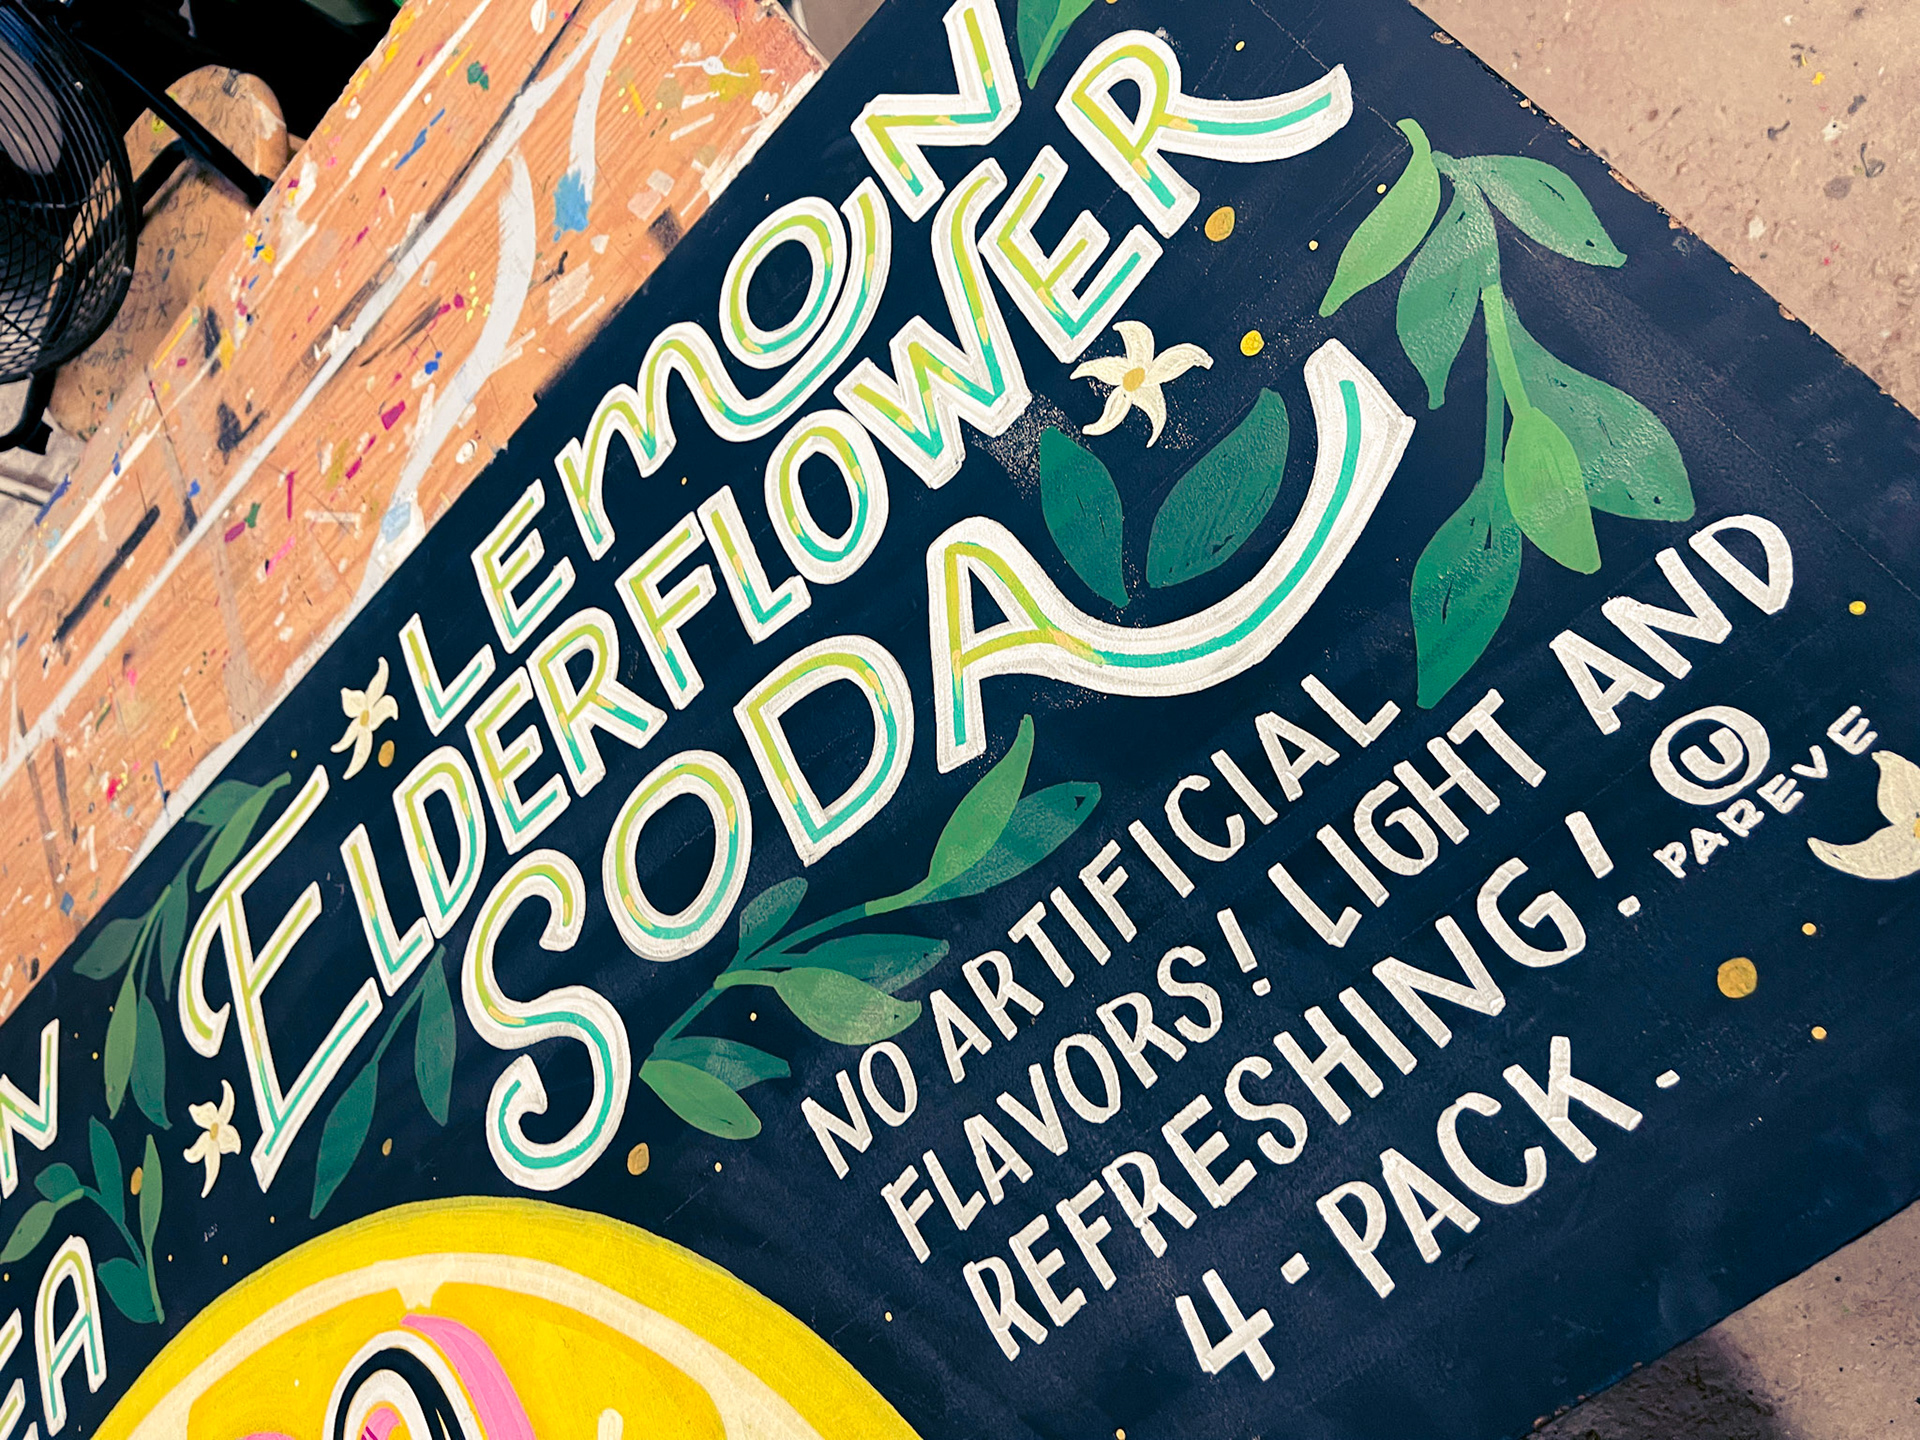 LEMON
ELDERFLOWER
SODA
NO ARTIFICIAL
FLAVORS! LIGHT AND
REFRESHING!
4-PACK.
U
PAREVE